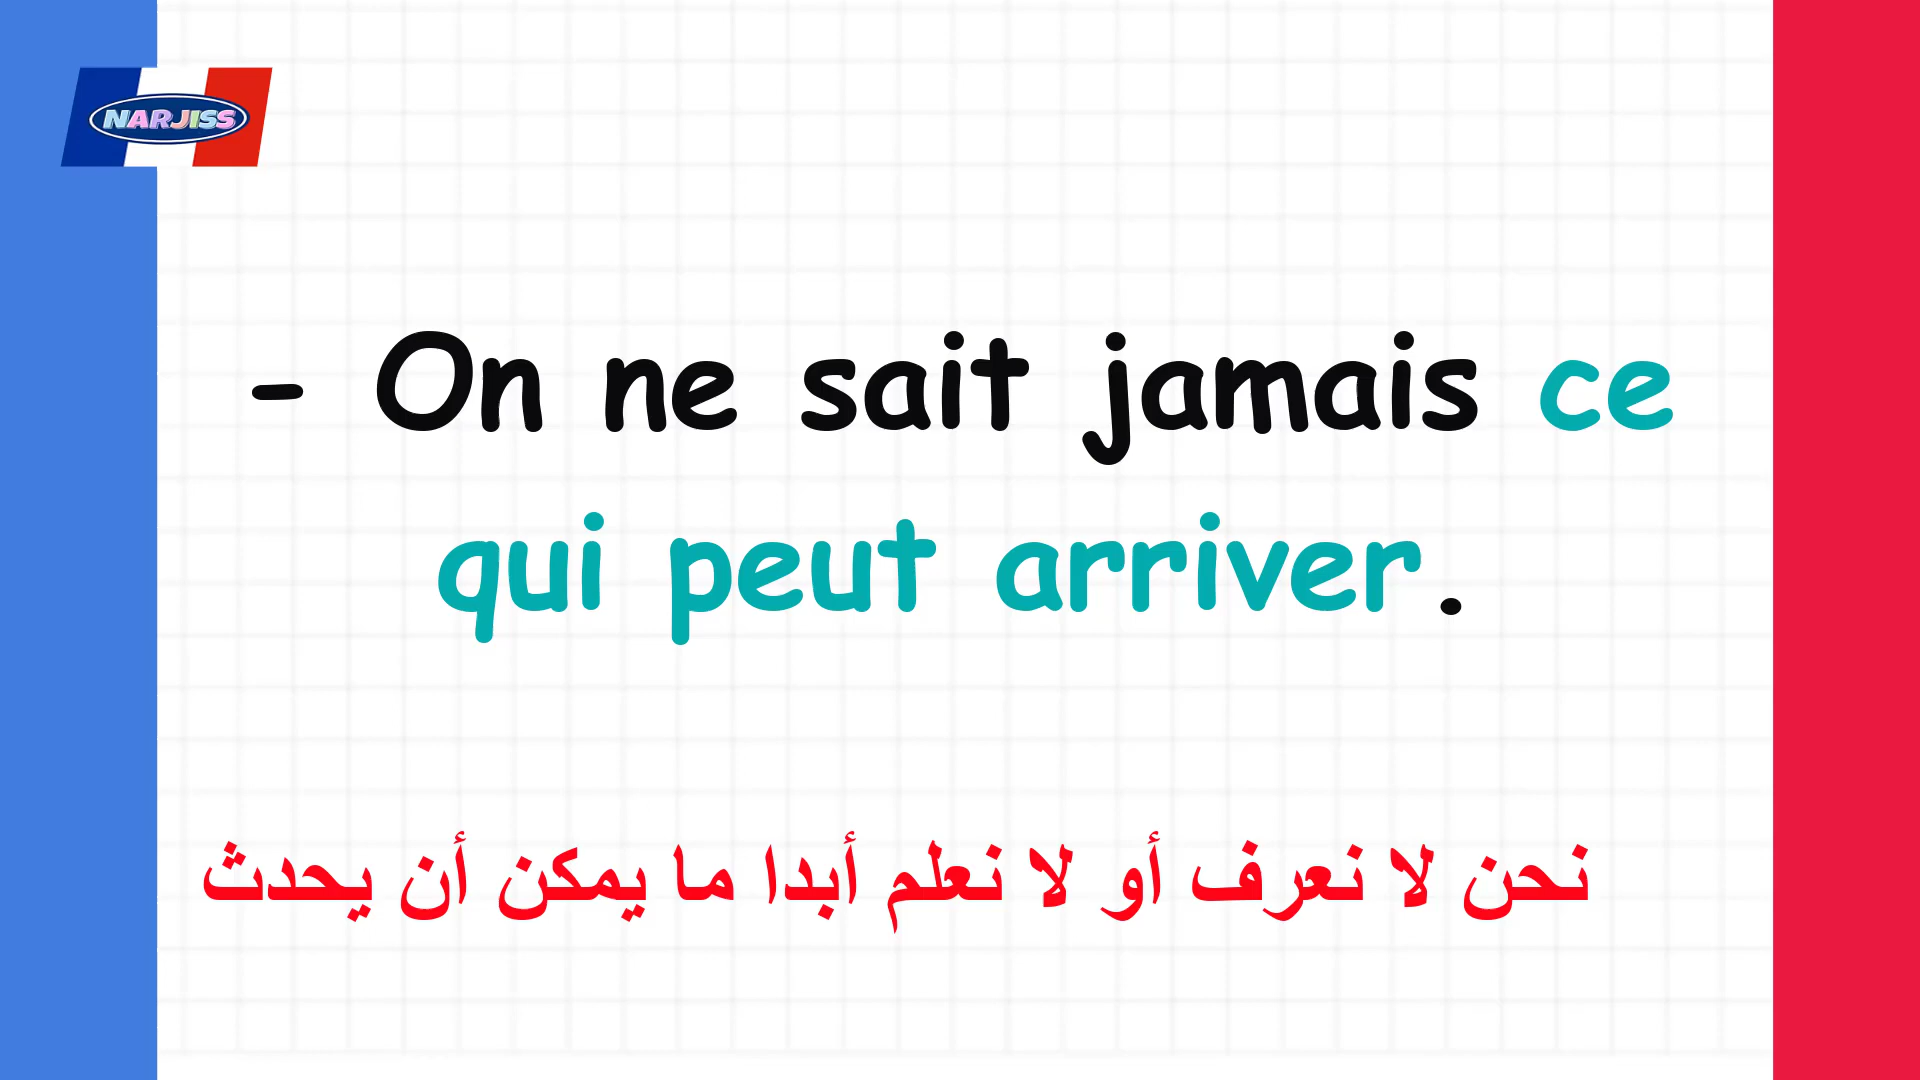 NARJISS
- On ne sait jamais ce
qui peut arriver.
نحن لا نعرف أو لا نعلم أبدا ما يمكن أن يحدث